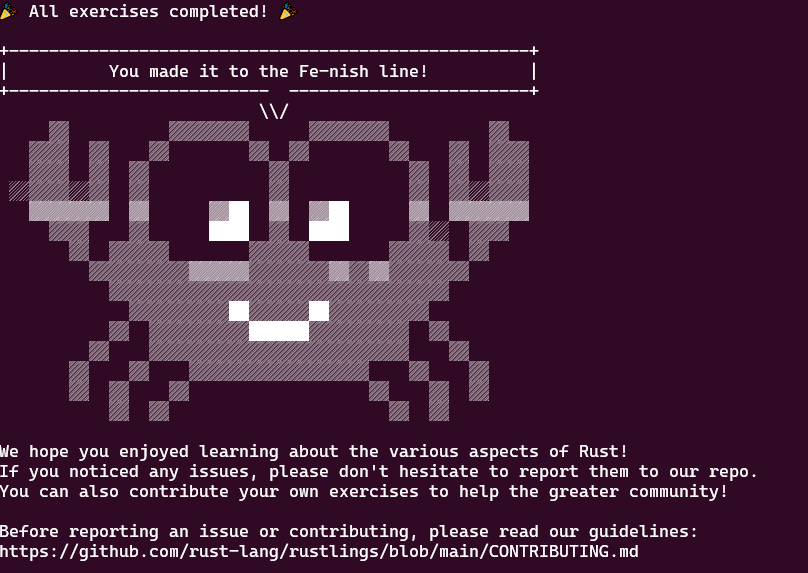 🎉 All exercises completed! 🎉
You made it to the Fe-nish line!
We hope you enjoyed learning about the various aspects of Rust!
If you noticed any issues, please don't hesitate to report them to our repo.
You can also contribute your own exercises to help the greater community!
Before reporting an issue or contributing, please read our guidelines:
https://github.com/rust-lang/rustlings/blob/main/CONTRIBUTING.md